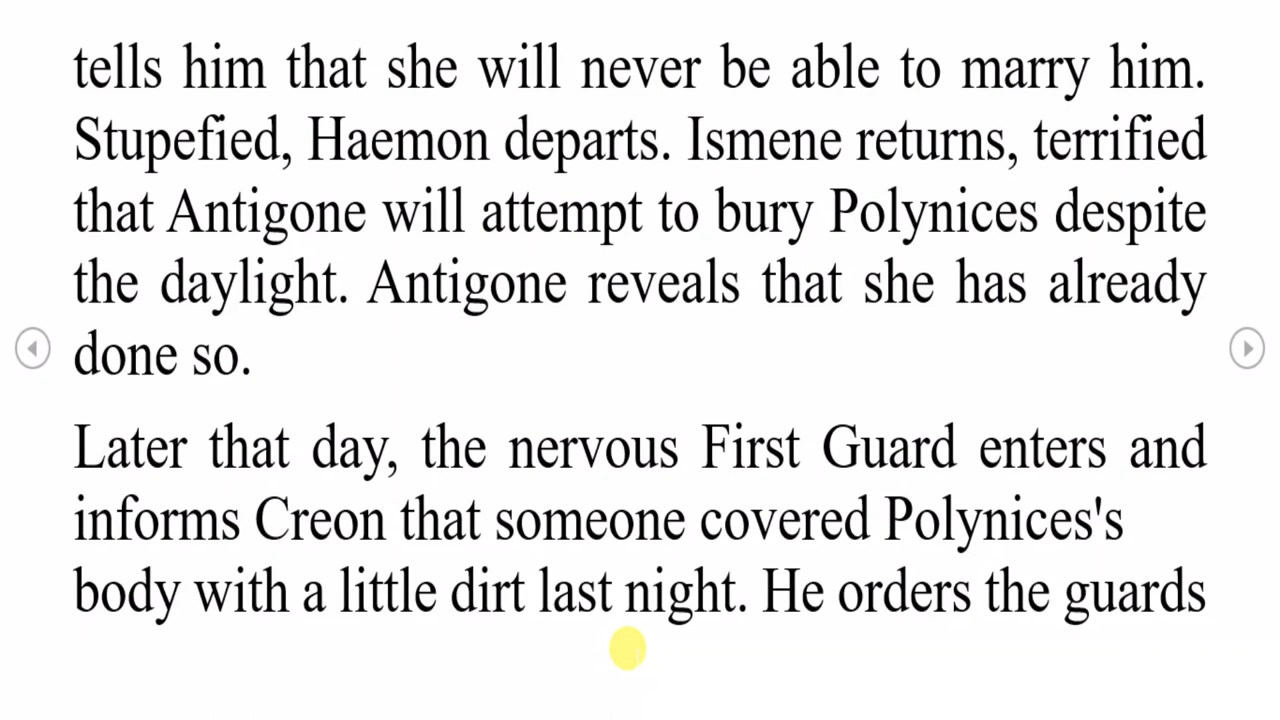 tells him that she will never be able to marry him.
Stupefied, Haemon departs. Ismene returns, terrified
that Antigone will attempt to bury Polynices despite
the daylight. Antigone reveals that she has already
done so.
Later that day, the nervous First Guard enters and
informs Creon that someone covered Polynices's
body with a little dirt last night. He orders the guards